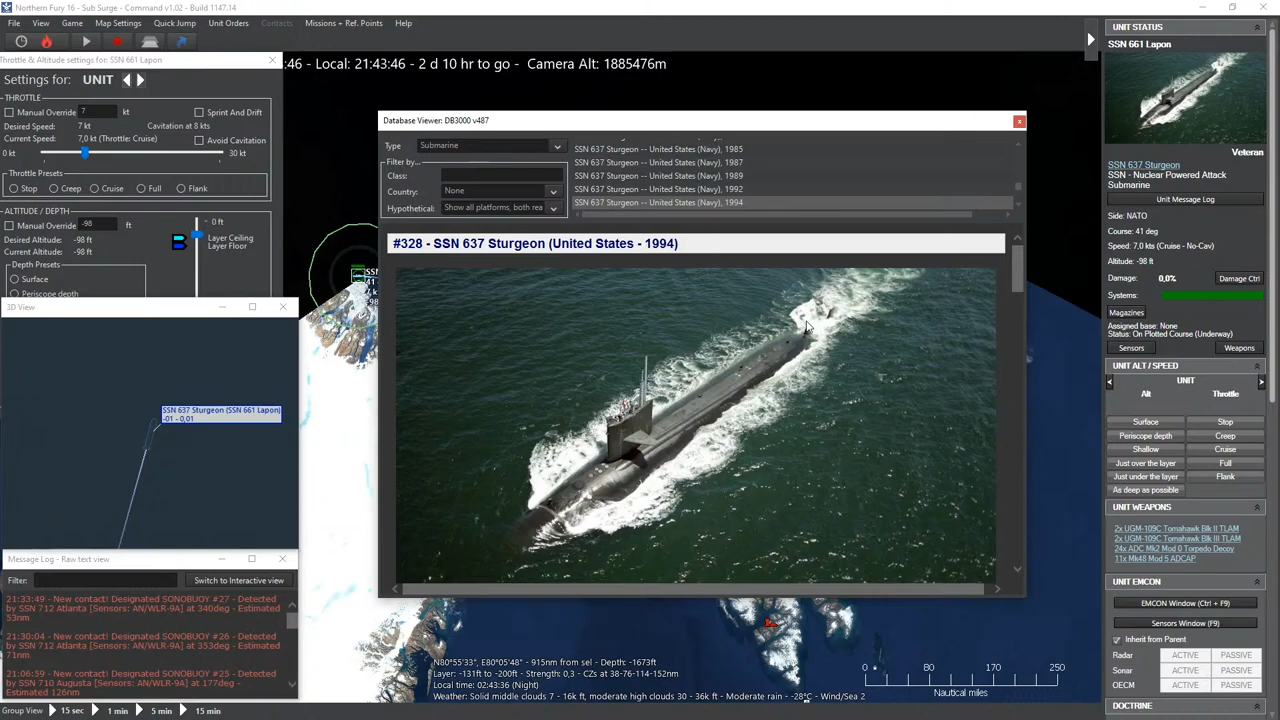 Northern Fury 16 - Sub Surge - Command v1.02 - Build 1147.14
File View Game Map Settings Quick Jump Unit Orders Contacts Missions + Ref. Points Help
Throttle & Altitude settings for: SSN 661 Lapon
:46 - Local: 21:43:46 - 2 d 10 hr to go - Camera Alt: 1885476m
Settings for: UNIT
THROTTLE
Manual Override 7 kt Sprint And Drift
Desired Speed: 7 kt Cavitation at 8 kts
Current Speed: 7,0 kt (Throttle: Cruise) Avoid Cavitation
0 kt 30 kt
Throttle Presets
Stop Creep Cruise Full Flank
ALTITUDE / DEPTH
Manual Override -98 ft
Desired Altitude: -98 ft
Current Altitude: -98 ft
- 0 ft
Layer Ceiling
Layer Floor
Depth Presets
Surface
Periscope depth
3D View
SSN 637 Sturgeon (SSN 661 Lapon)
-01 - 0,01
Message Log - Raw text view
Filter: Switch to Interactive view
21:33:49 - New contact! Designated SONOBUOY #27 - Detected
by SSN 712 Atlanta [Sensors: AN/WLR-9A] at 340deg - Estimated
53nm
21:30:04 - New contact! Designated SONOBUOY #26 - Detected
by SSN 712 Atlanta [Sensors: AN/WLR-9A] at 353deg - Estimated
71nm
21:06:59 - New contact! Designated SONOBUOY #25 - Detected
by SSN 710 Augusta [Sensors: AN/WLR-9A] at 177deg -
Estimated 126nm
Group View 15 sec 1 min 5 min 15 min
Database Viewer: DB3000 v487
x
Type Submarine
Filter by...
Class:
Country: None
Hypothetical: Show all platforms, both rea
SSN 637 Sturgeon -- United States (Navy), 1985
SSN 637 Sturgeon -- United States (Navy), 1987
SSN 637 Sturgeon -- United States (Navy), 1989
SSN 637 Sturgeon -- United States (Navy), 1992
SSN 637 Sturgeon -- United States (Navy), 1994
#328 - SSN 637 Sturgeon (United States - 1994)
N80°55'33", E80°05'48" - 915nm from sel - Depth: -1673ft
Local time: 02:43:36 (Night)
Weather: Solid middle clouds 7 - 16k ft, moderate high clouds 30 - 36k ft - Moderate rain - -28°C - Wind/Sea 2
0 80 170 250
Nautical miles
UNIT STATUS
SSN 661 Lapon
Veteran
SSN 637 Sturgeon
SSN - Nuclear Powered Attack
Submarine
Unit Message Log
Side: NATO
Course: 41 deg
Speed: 7,0 kt (Cruise - No-Cav)
Altitude: -98 ft
Damage: 0,0% Damage Ctrl
Systems:
Magazines
Assigned base: None
Status: On Plotted Course (Underway)
Sensors Weapons
UNIT ALT / SPEED
UNIT
Alt Throttle
Surface Stop
Periscope depth Creep
Shallow Cruise
Just over the layer Full
Just under the layer Flank
As deep as possible
UNIT WEAPONS
2x UGM-109C Tomahawk Blk II TLAM
2x UGM-109C Tomahawk Blk III TLAM
24x ADC Mk2 Mod 0 Torpedo Decoy
11x Mk48 Mod 5 ADCAP
UNIT EMCON
EMCON Window (Ctrl + F9)
Sensors Window (F9)
Inherit from Parent
Radar ACTIVE PASSIVE
Sonar ACTIVE PASSIVE
OECM ACTIVE PASSIVE
DOCTRINE